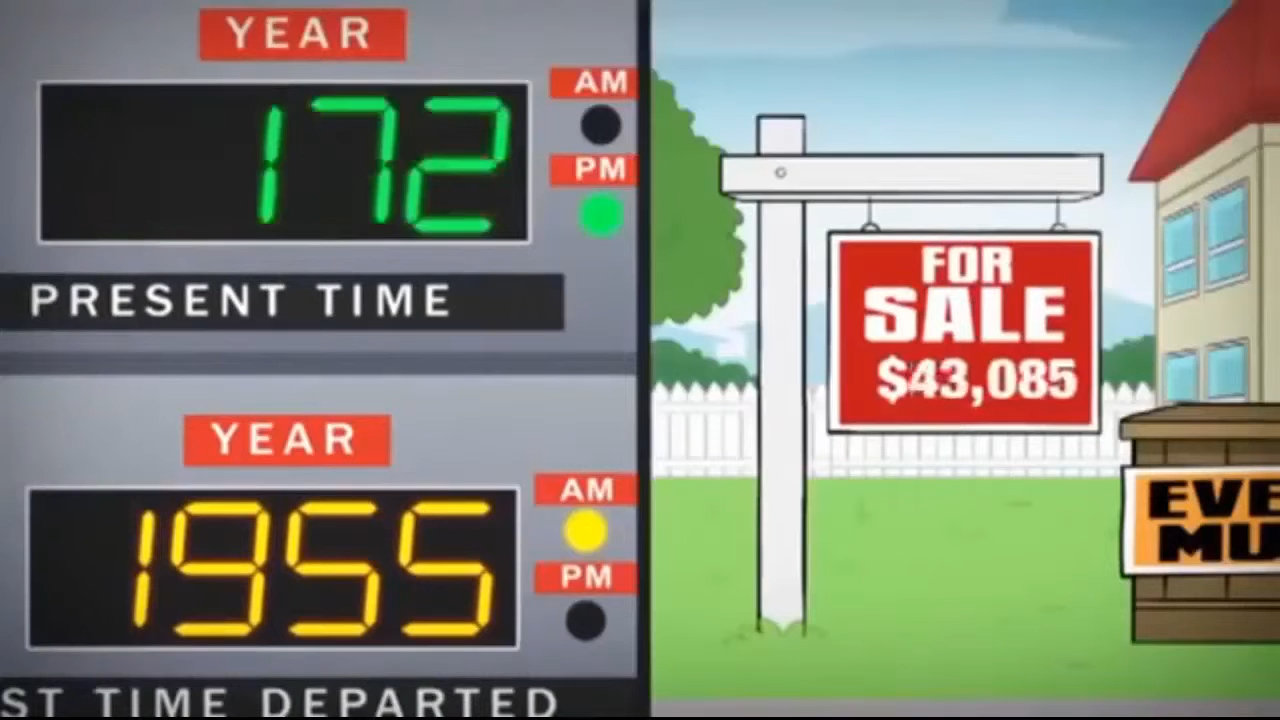 YEAR
AM
172
PM
PRESENT TIME
YEAR
AM
1955
PM
ST TIME DEPARTED
FOR
SALE
$43,085
EVE
MU